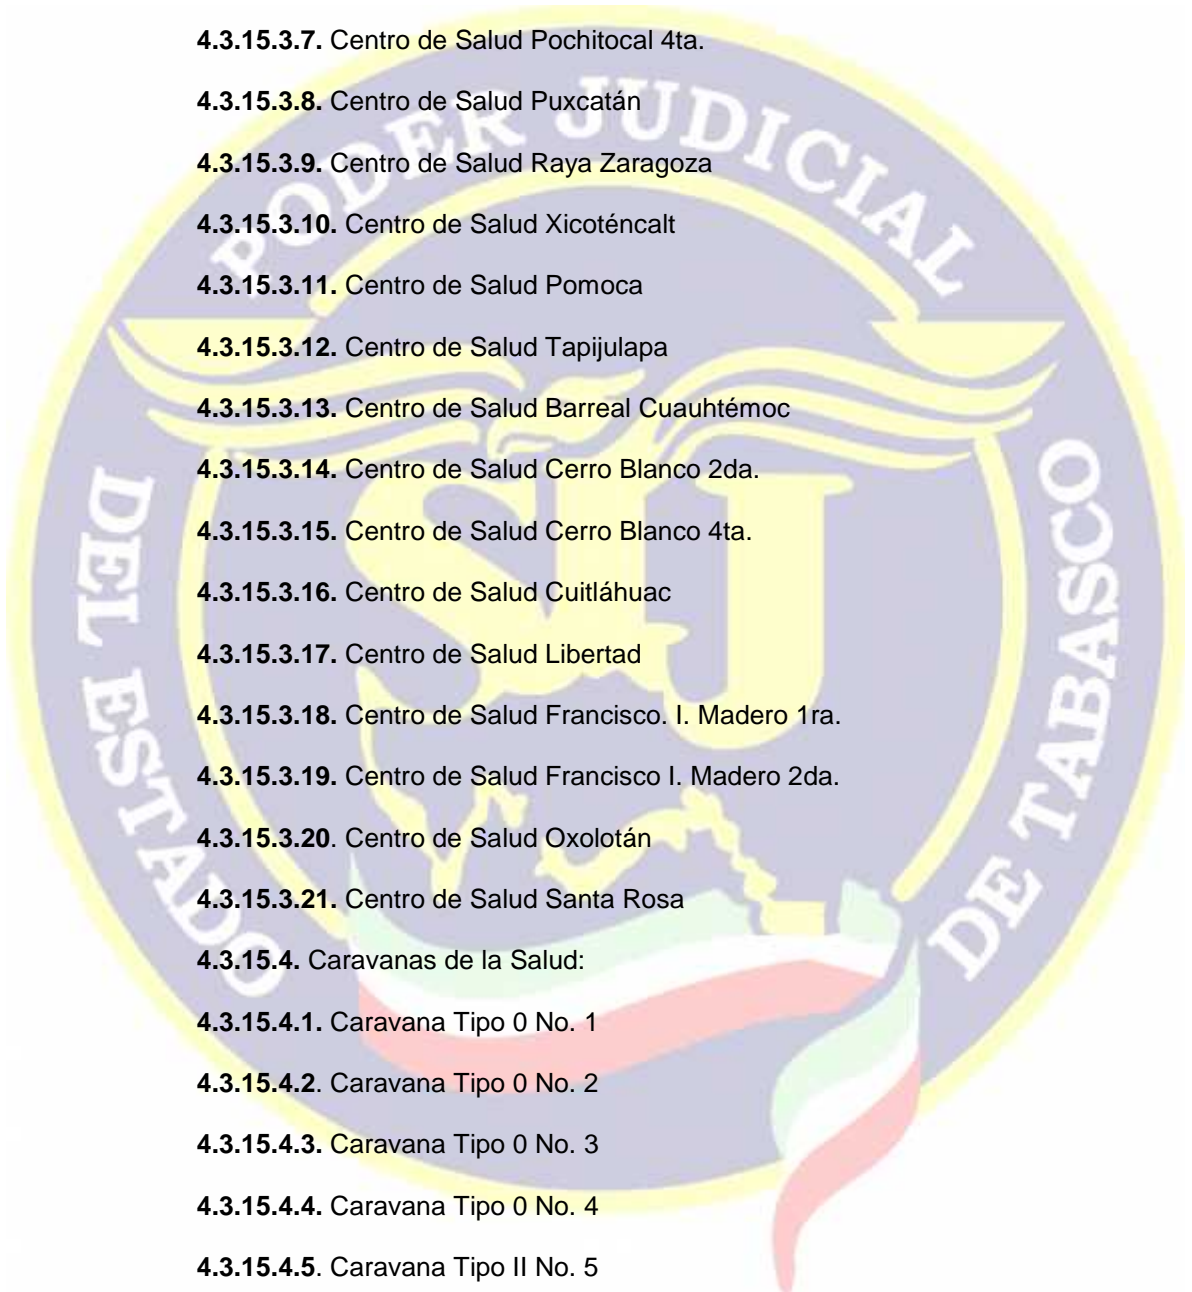 4.3.15.3.7. Centro de Salud Pochitocal 4ta.
4.3.15.3.8. Centro de Salud Puxcatán
4.3.15.3.9. Centro de Salud Raya Zaragoza
4.3.15.3.10. Centro de Salud Xicoténcalt
4.3.15.3.11. Centro de Salud Pomoca
4.3.15.3.12. Centro de Salud Tapijulapa
4.3.15.3.13. Centro de Salud Barreal Cuauhtémoc
4.3.15.3.14. Centro de Salud Cerro Blanco 2da.
4.3.15.3.15. Centro de Salud Cerro Blanco 4ta.
4.3.15.3.16. Centro de Salud Cuitláhuac
4.3.15.3.17. Centro de Salud Libertad
4.3.15.3.18. Centro de Salud Francisco. I. Madero 1ra.
4.3.15.3.19. Centro de Salud Francisco I. Madero 2da.
4.3.15.3.20. Centro de Salud Oxolotán
4.3.15.3.21. Centro de Salud Santa Rosa
4.3.15.4. Caravanas de la Salud:
4.3.15.4.1. Caravana Tipo 0 No. 1
4.3.15.4.2. Caravana Tipo 0 No. 2
4.3.15.4.3. Caravana Tipo 0 No. 3
4.3.15.4.4. Caravana Tipo 0 No. 4
4.3.15.4.5. Caravana Tipo II No. 5
PODER JUDICIAL
DEL ESTADO
DE TABASCO
SIJ